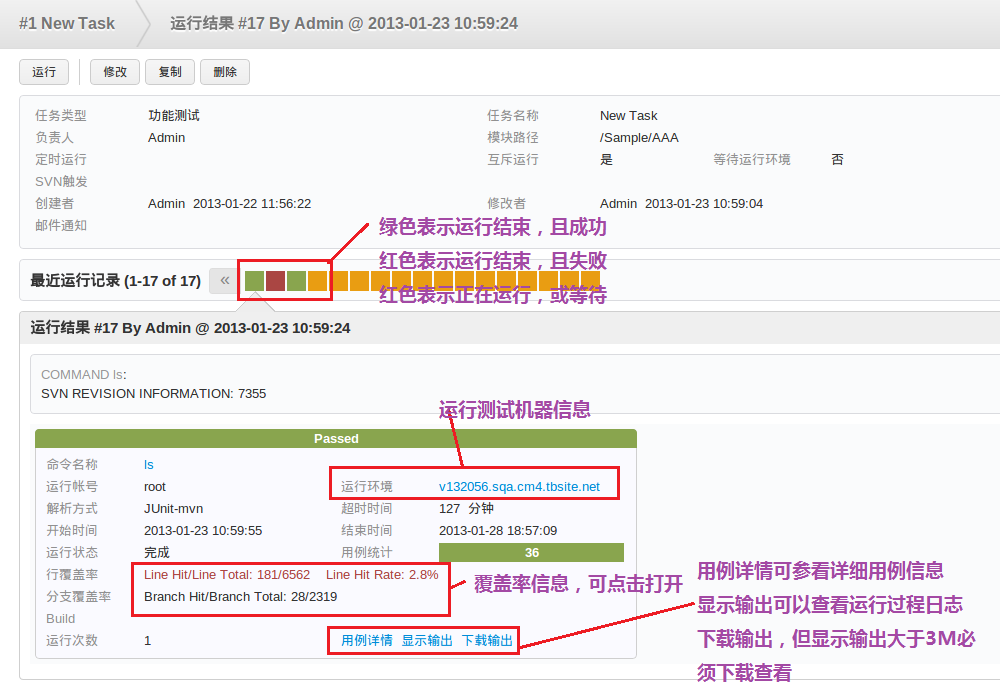 #1 New Task 运行结果 #17 By Admin @ 2013-01-23 10:59:24
运行 修改 复制 删除
任务类型 功能测试 任务名称 New Task
负责人 Admin 模块路径 /Sample/AAA
定时运行 互斥运行 是 等待运行环境 否
SVN触发
创建者 Admin 2013-01-22 11:56:22 修改者 Admin 2013-01-23 10:59:04
邮件通知
绿色表示运行结束，且成功
红色表示运行结束，且失败
最近运行记录 (1-17 of 17) «
红色表示正在运行，或等待
运行结果 #17 By Admin @ 2013-01-23 10:59:24
COMMAND ls:
SVN REVISION INFORMATION: 7355
运行测试机器信息
Passed
命令名称 ls
运行帐号 root 运行环境 v132056.sqa.cm4.tbsite.net
解析方式 JUnit-mvn 超时时间 127 分钟
开始时间 2013-01-23 10:59:55 结束时间 2013-01-28 18:57:09
运行状态 完成 用例统计 36
行覆盖率 Line Hit/Line Total: 181/6562 Line Hit Rate: 2.8%
分支覆盖率 Branch Hit/Branch Total: 28/2319
覆盖率信息，可点击打开
Build
运行次数 1 用例详情 显示输出 下载输出
用例详情可参看详细用例信息
显示输出可以查看运行过程日志
下载输出，但显示输出大于3M必
须下载查看